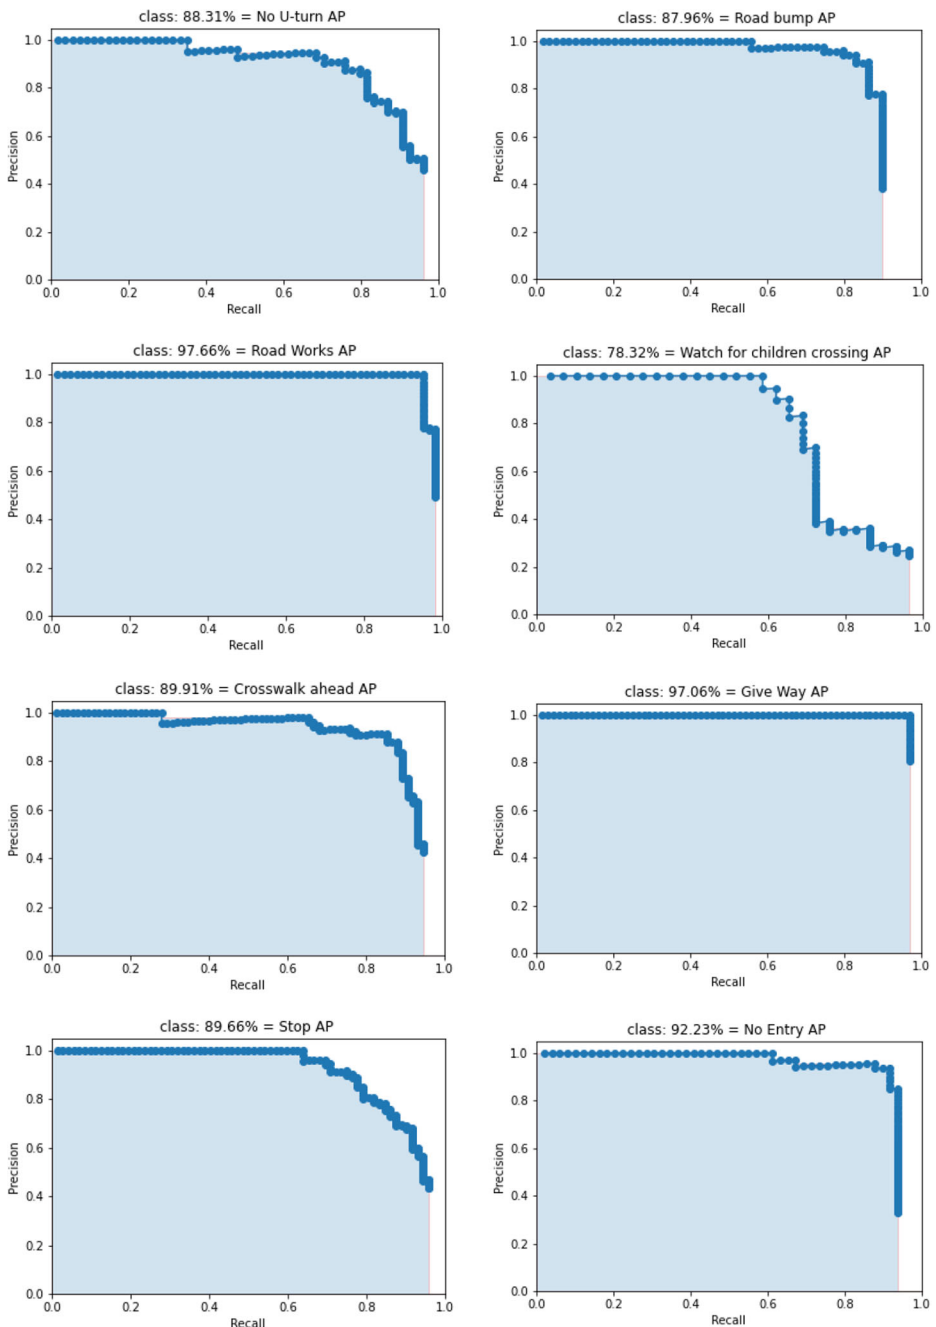 class: 88.31% = No U-turn AP
Precision
1.0
0.8
0.6
0.4
0.2
0.0
0.0 0.2 0.4 0.6 0.8 1.0
Recall
class: 87.96% = Road bump AP
Precision
1.0
0.8
0.6
0.4
0.2
0.0
0.0 0.2 0.4 0.6 0.8 1.0
Recall
class: 97.66% = Road Works AP
Precision
1.0
0.8
0.6
0.4
0.2
0.0
0.0 0.2 0.4 0.6 0.8 1.0
Recall
class: 78.32% = Watch for children crossing AP
Precision
1.0
0.8
0.6
0.4
0.2
0.0
0.0 0.2 0.4 0.6 0.8 1.0
Recall
class: 89.91% = Crosswalk ahead AP
Precision
1.0
0.8
0.6
0.4
0.2
0.0
0.0 0.2 0.4 0.6 0.8 1.0
Recall
class: 97.06% = Give Way AP
Precision
1.0
0.8
0.6
0.4
0.2
0.0
0.0 0.2 0.4 0.6 0.8 1.0
Recall
class: 89.66% = Stop AP
Precision
1.0
0.8
0.6
0.4
0.2
0.0
0.0 0.2 0.4 0.6 0.8 1.0
Recall
class: 92.23% = No Entry AP
Precision
1.0
0.8
0.6
0.4
0.2
0.0
0.0 0.2 0.4 0.6 0.8 1.0
Recall